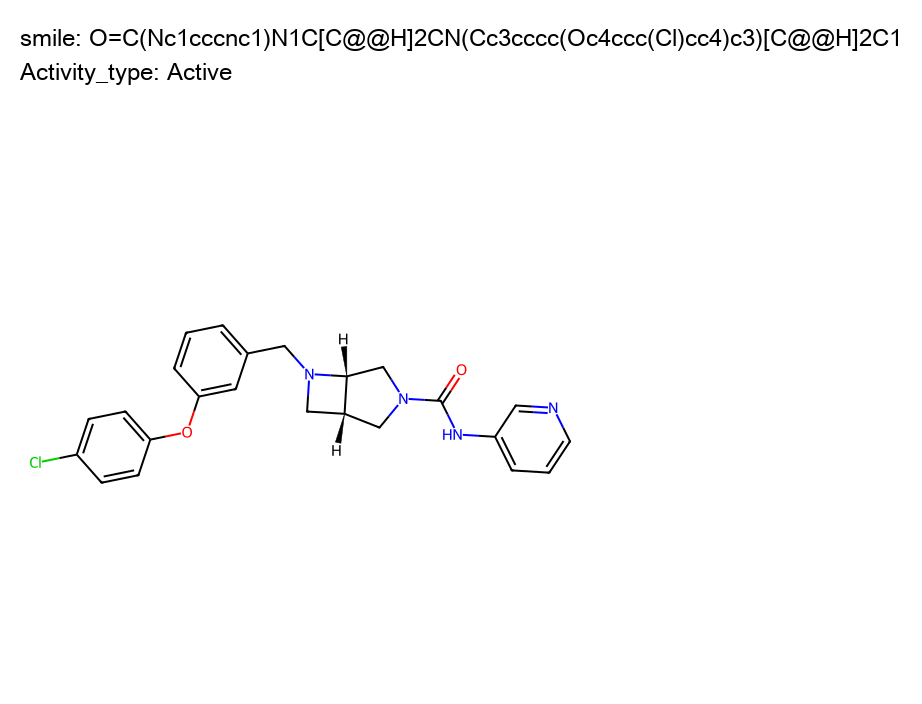 smile: O=C(Nc1cccnc1)N1C[C@@H]2CN(Cc3cccc(Oc4ccc(Cl)cc4)c3)[C@@H]2C1
Activity_type: Active
H
O
N
N
N
O
HN
H
Cl